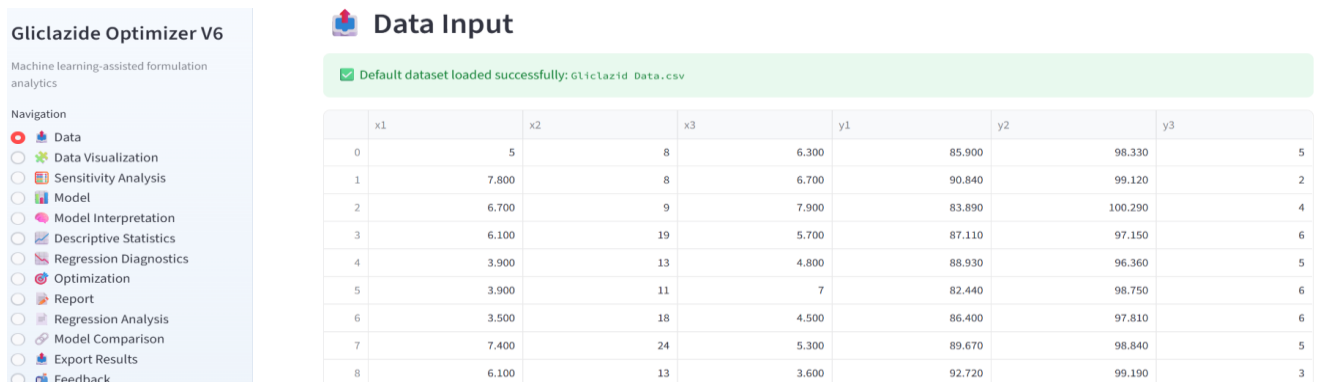 Gliclazide Optimizer V6
Machine learning-assisted formulation
analytics
Navigation
Data
Data Visualization
Sensitivity Analysis
Model
Model Interpretation
Descriptive Statistics
Regression Diagnostics
Optimization
Report
Regression Analysis
Model Comparison
Export Results
Feedback
Data Input
Default dataset loaded successfully: Gliclazid Data.csv
x1 x2 x3 y1 y2 y3
0 5 8 6.300 85.900 98.330 5
1 7.800 8 6.700 90.840 99.120 2
2 6.700 9 7.900 83.890 100.290 4
3 6.100 19 5.700 87.110 97.150 6
4 3.900 13 4.800 88.930 96.360 5
5 3.900 11 7 82.440 98.750 6
6 3.500 18 4.500 86.400 97.810 6
7 7.400 24 5.300 89.670 98.840 5
8 6.100 13 3.600 92.720 99.190 3